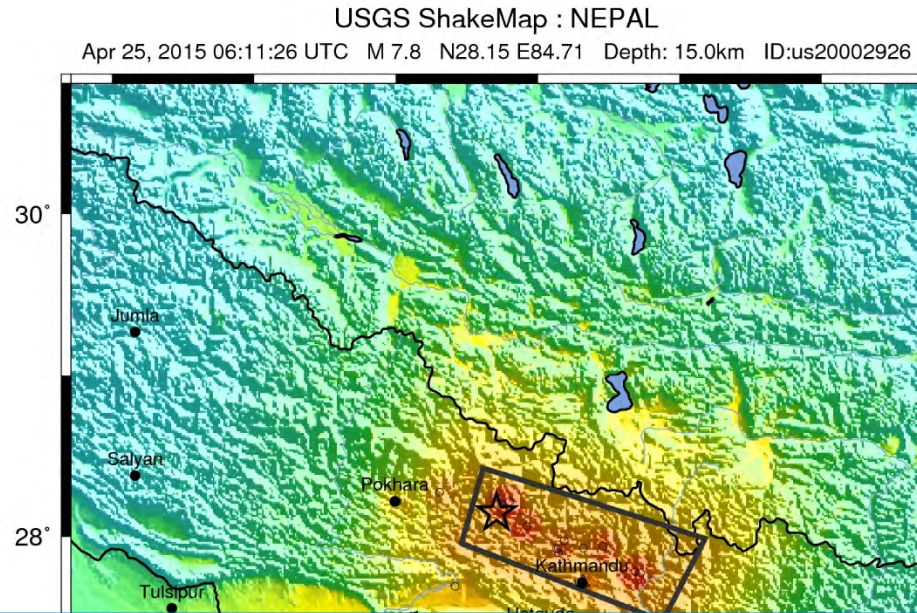 USGS ShakeMap : NEPAL
Apr 25, 2015 06:11:26 UTC M 7.8 N28.15 E84.71 Depth: 15.0km ID:us20002926
30°
Jumla
Salyan
Pokhara
28°
Kathmandu
Tulsipur